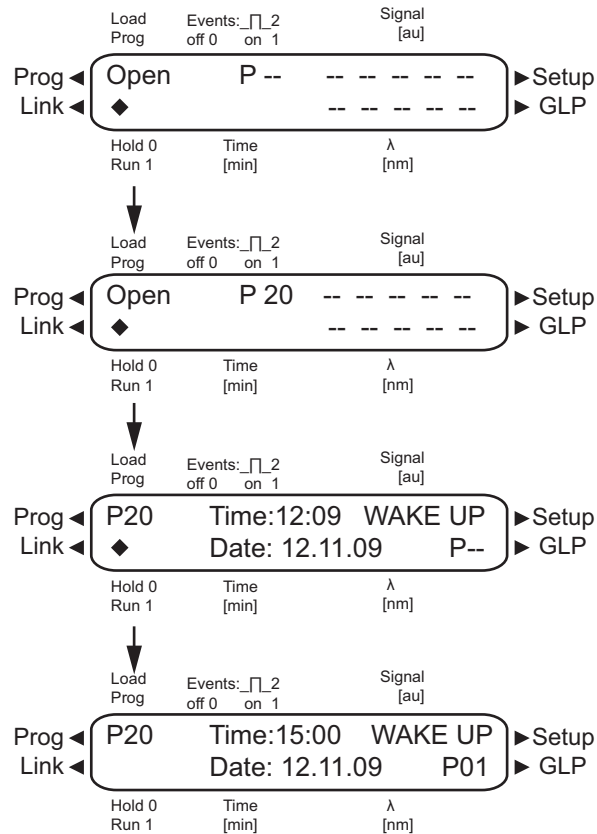 Load Events:_∏_2 Signal
Prog off 0 on 1 [au]
Prog ◄ Open P -- -- -- -- -- -- ►Setup
Link ◄ ◆ -- -- -- -- -- ► GLP
Hold 0 Time λ
Run 1 [min] [nm]
Load Events:_∏_2 Signal
Prog off 0 on 1 [au]
Prog ◄ Open P 20 -- -- -- -- -- ►Setup
Link ◄ ◆ -- -- -- -- -- ► GLP
Hold 0 Time λ
Run 1 [min] [nm]
Load Events:_∏_2 Signal
Prog off 0 on 1 [au]
Prog ◄ P20 Time:12:09 WAKE UP ►Setup
Link ◄ ◆ Date: 12.11.09 P-- ► GLP
Hold 0 Time λ
Run 1 [min] [nm]
Load Events:_∏_2 Signal
Prog off 0 on 1 [au]
Prog ◄ P20 Time:15:00 WAKE UP ►Setup
Link ◄ Date: 12.11.09 P01 ► GLP
Hold 0 Time λ
Run 1 [min] [nm]